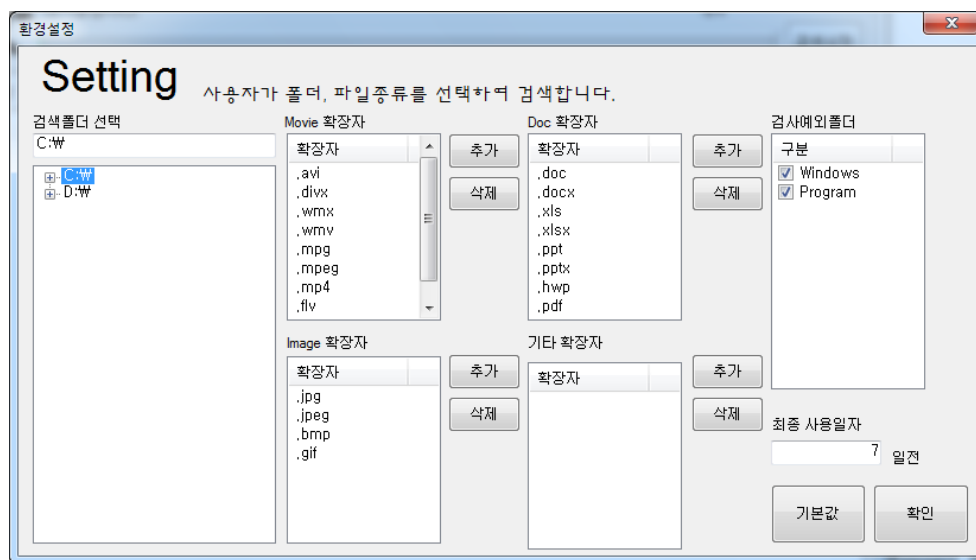 환경설정
Setting 사용자가 폴더, 파일종류를 선택하여 검색합니다.
검색폴더 선택
C:₩
C:₩
D:₩
Movie 확장자
확장자
.avi
.divx
.wmx
.wmv
.mpg
.mpeg
.mp4
.flv
추가
삭제
Doc 확장자
확장자
.doc
.docx
.xls
.xlsx
.ppt
.pptx
.hwp
.pdf
추가
삭제
검사예외폴더
구분
Windows
Program
Image 확장자
확장자
.jpg
.jpeg
.bmp
.gif
추가
삭제
기타 확장자
확장자
추가
삭제
최종 사용일자
7 일전
기본값
확인